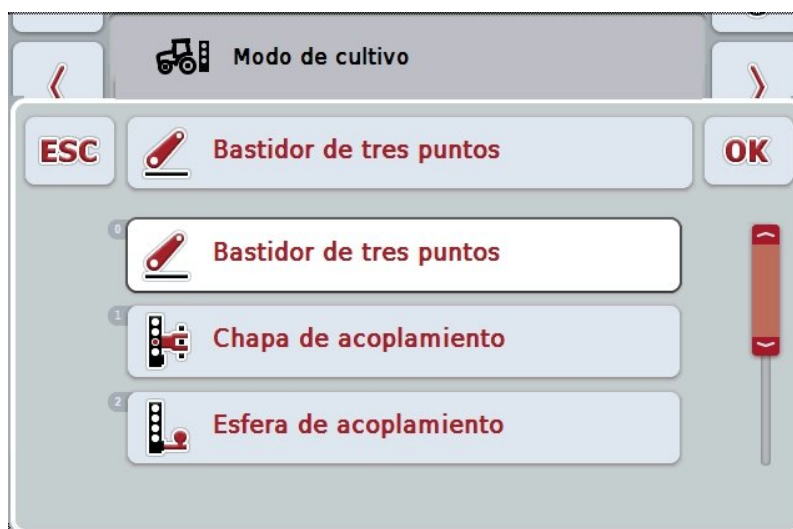 Modo de cultivo
ESC
Bastidor de tres puntos
OK
0
Bastidor de tres puntos
1
Chapa de acoplamiento
2
Esfera de acoplamiento